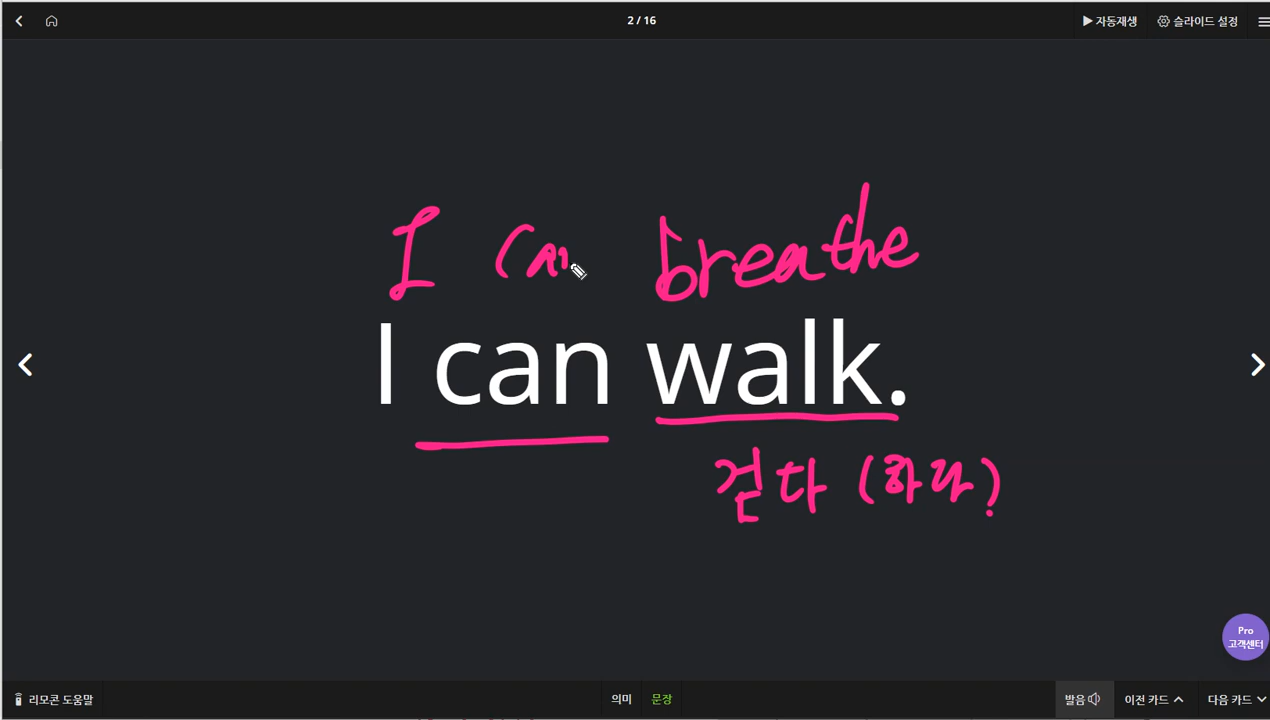 2 / 16
자동재생
슬라이드 설정
I can breathe
I can walk.
걷다 (하다)
Pro
고객센터
리모콘 도움말
의미
문장
발음
이전 카드
다음 카드